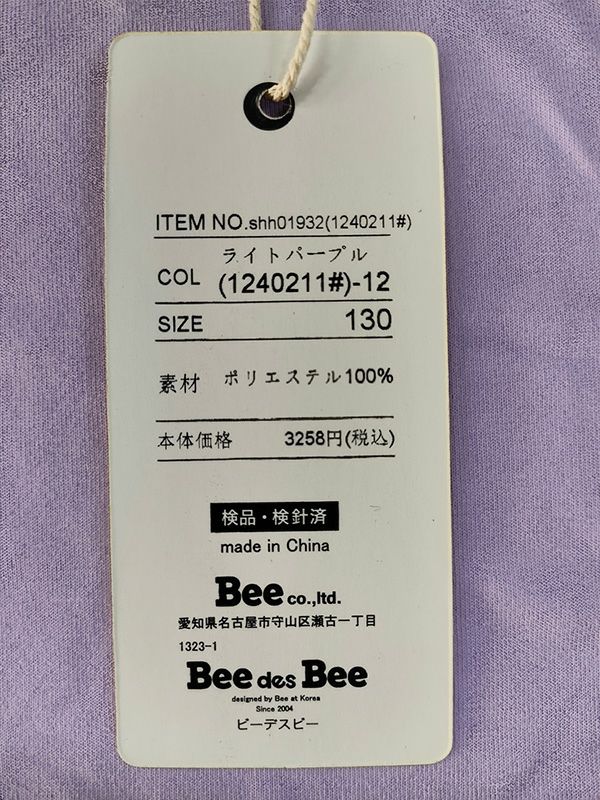 ITEM NO.shh01932(1240211#)
ライトパープル
COL (1240211#)-12
SIZE 130
素材 ポリエステル100%
本体価格 3258円(税込)
検品・検針済
made in China
Bee co.,ltd.
愛知県名古屋市守山区瀬古一丁目
1323-1
Bee des Bee
designed by Bee at Korea
Since 2004
ビーデスビー